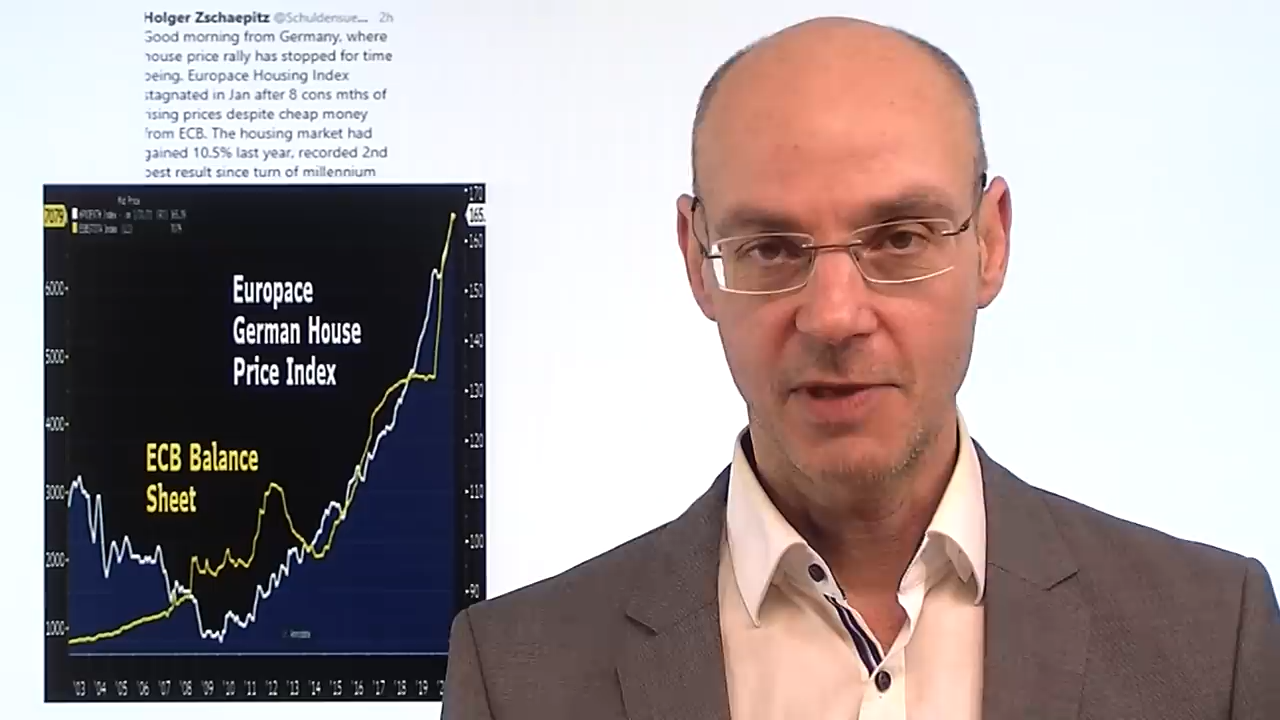 Holger Zschaepitz @Schuldensue... 2h
Good morning from Germany, where
house price rally has stopped for time
being. Europace Housing Index
stagnated in Jan after 8 cons mths of
rising prices despite cheap money
from ECB. The housing market had
gained 10.5% last year, recorded 2nd
best result since turn of millennium
170
7079
165.
160
6000
Europace
German House
Price Index
150
140
5000
130
4000
120
ECB Balance
Sheet
3000
110
100
2000
90
1000
'03 '04 '05 '06 '07 '08 '09 '10 '11 '12 '13 '14 '15 '16 '17 '18 '19